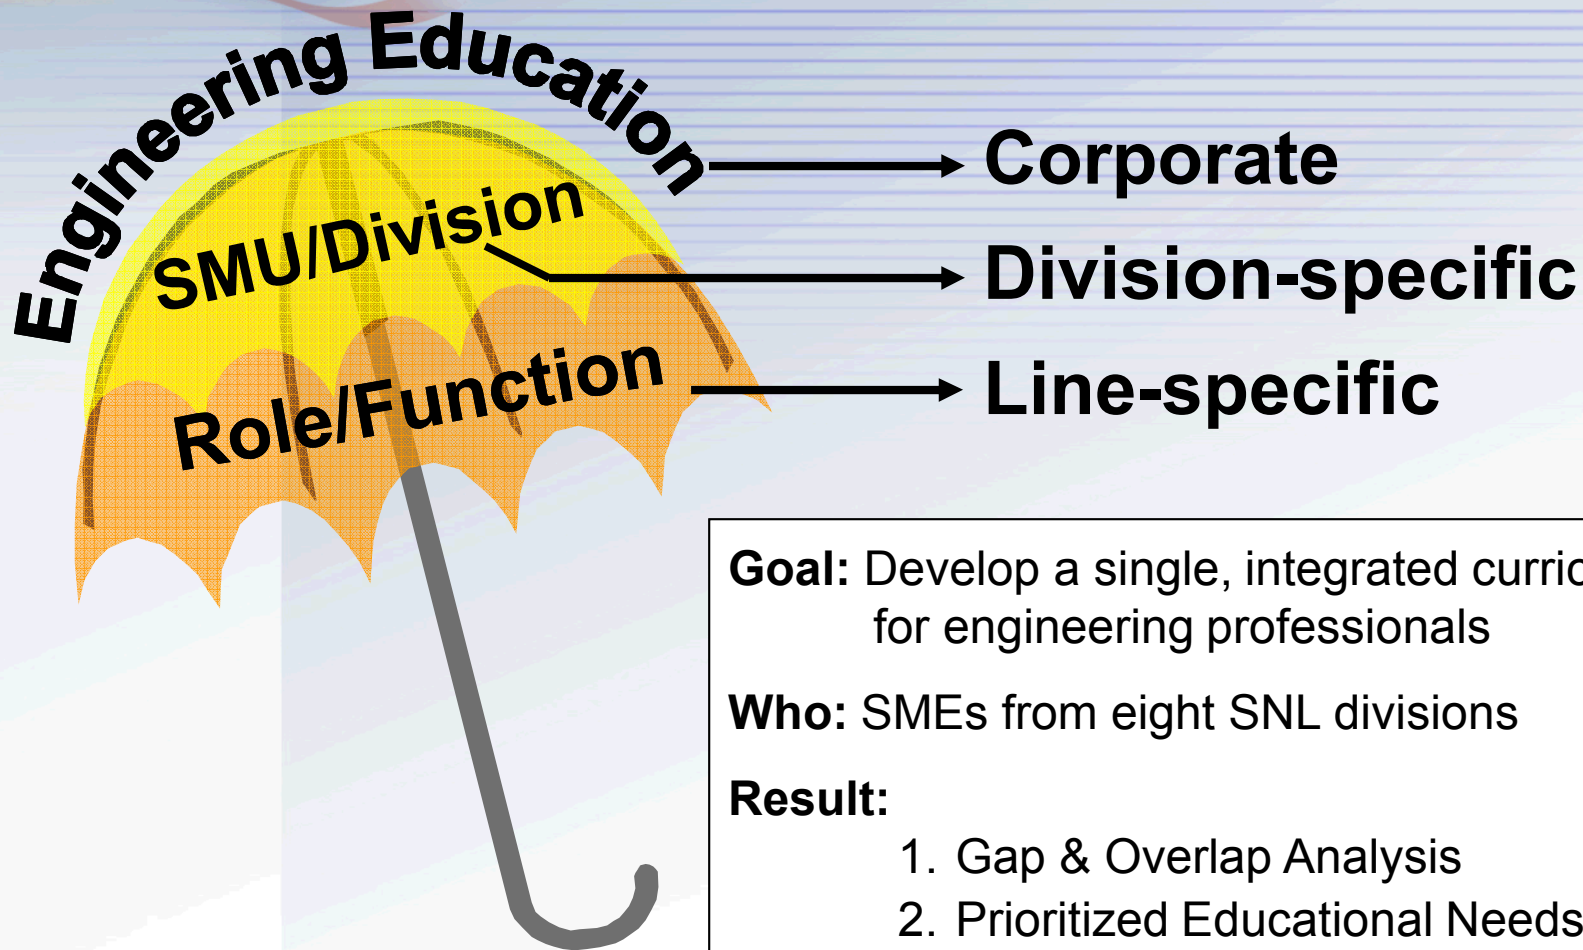 Engineering Education
SMU/Division
Role/Function
Corporate
Division-specific
Line-specific
Goal: Develop a single, integrated
for engineering professionals
Who: SMEs from eight SNL divisions
Result:
1. Gap & Overlap Analysis
2. Prioritized Educational Needs